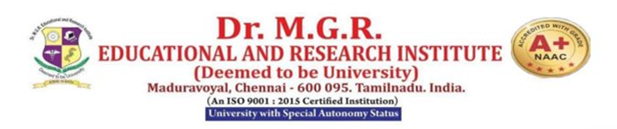 Dr. M.G.R.
EDUCATIONAL AND RESEARCH INSTITUTE
(Deemed to be University)
Maduravoyal, Chennai - 600 095. Tamilnadu. India.
(An ISO 9001 : 2015 Certified Institution)
University with Special Autonomy Status
ACCREDITED WITH GRADE
A+
NAAC